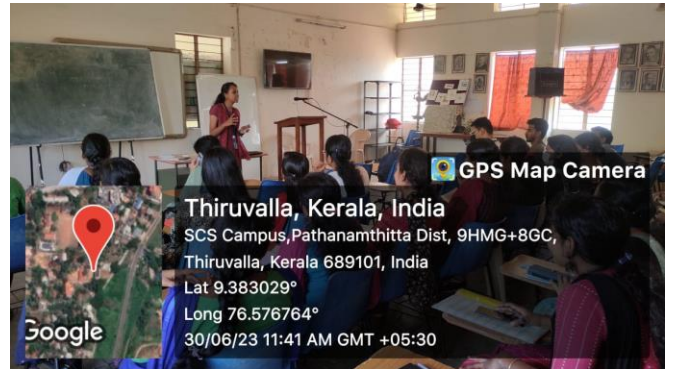 GPS Map Camera
Thiruvalla, Kerala, India
SCS Campus,Pathanamthitta Dist, 9HMG+8GC,
Thiruvalla, Kerala 689101, India
Lat 9.383029°
Long 76.576764°
30/06/23 11:41 AM GMT +05:30
Google